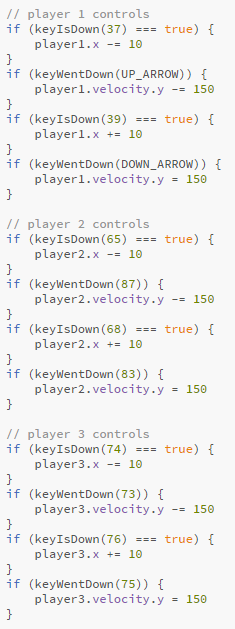 // player 1 controls
if (keyIsDown(37) === true) {
    player1.x -= 10
}
if (keyWentDown(UP_ARROW)) {
    player1.velocity.y -= 150
}
if (keyIsDown(39) === true) {
    player1.x += 10
}
if (keyWentDown(DOWN_ARROW)) {
    player1.velocity.y = 150
}

// player 2 controls
if (keyIsDown(65) === true) {
    player2.x -= 10
}
if (keyWentDown(87)) {
    player2.velocity.y -= 150
}
if (keyIsDown(68) === true) {
    player2.x += 10
}
if (keyWentDown(83)) {
    player2.velocity.y = 150
}

// player 3 controls
if (keyIsDown(74) === true) {
    player3.x -= 10
}
if (keyWentDown(73)) {
    player3.velocity.y -= 150
}
if (keyIsDown(76) === true) {
    player3.x += 10
}
if (keyWentDown(75)) {
    player3.velocity.y = 150
}